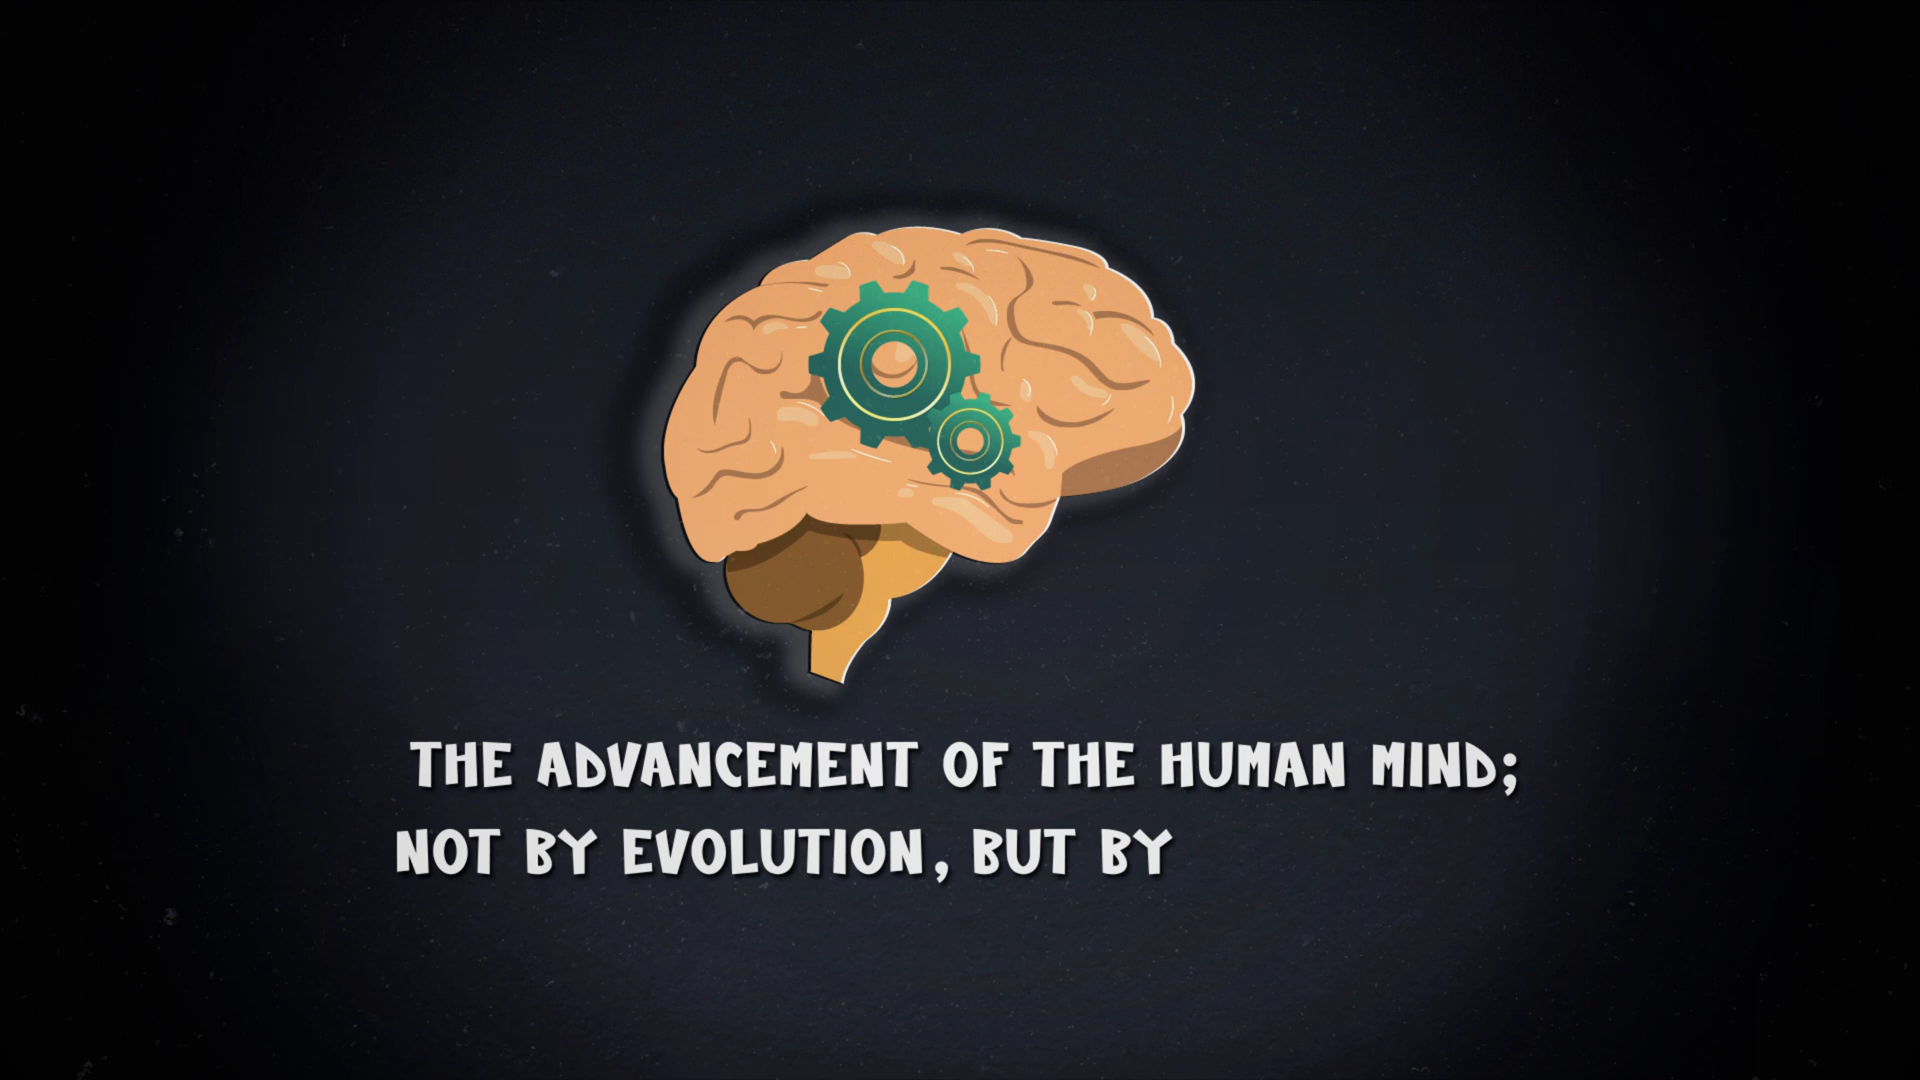 THE ADVANCEMENT OF THE HUMAN MIND;
NOT BY EVOLUTION, BUT BY